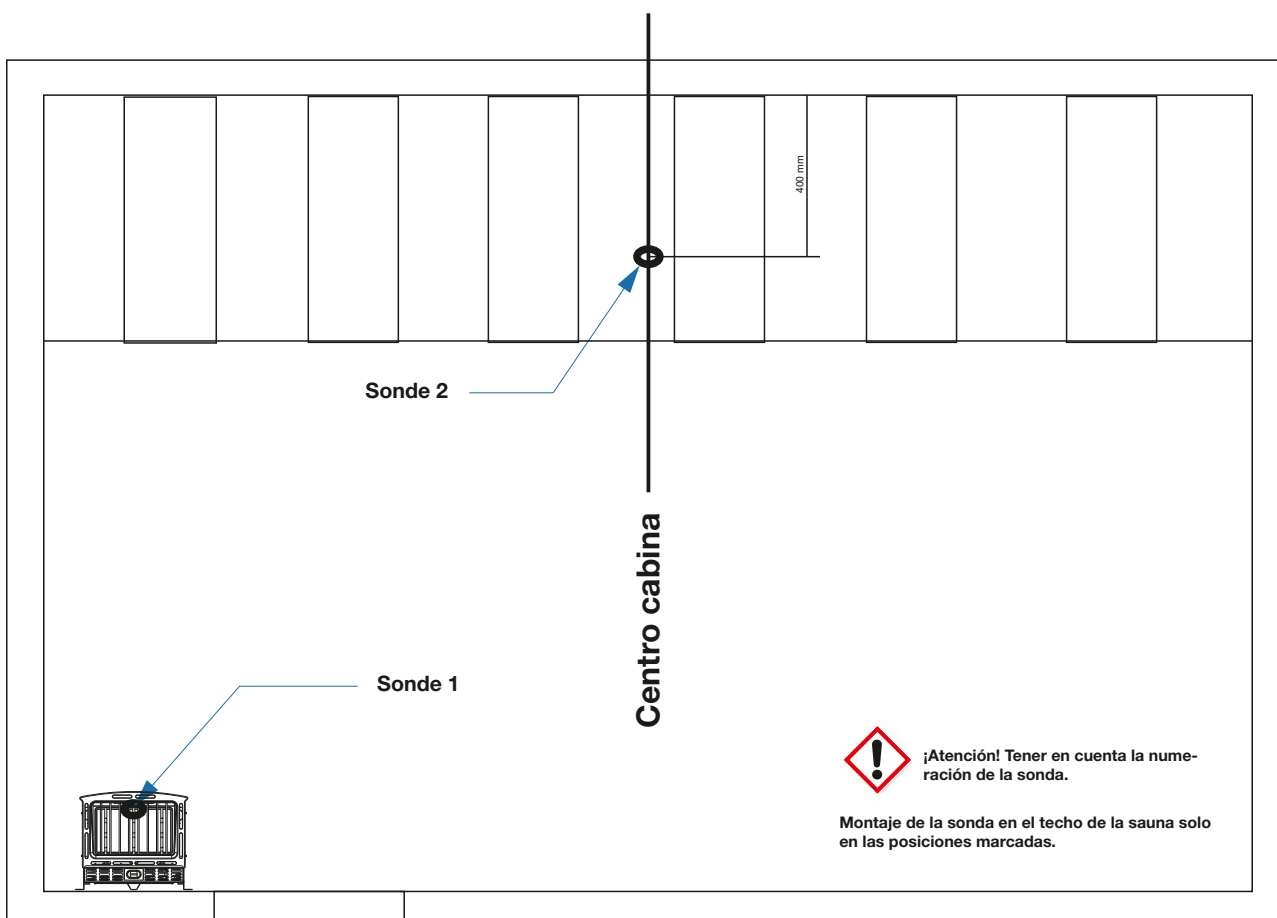 400 mm
Sonde 2
Centro cabina
Sonde 1
¡Atención! Tener en cuenta la nume-
ración de la sonda.
Montaje de la sonda en el techo de la sauna solo
en las posiciones marcadas.